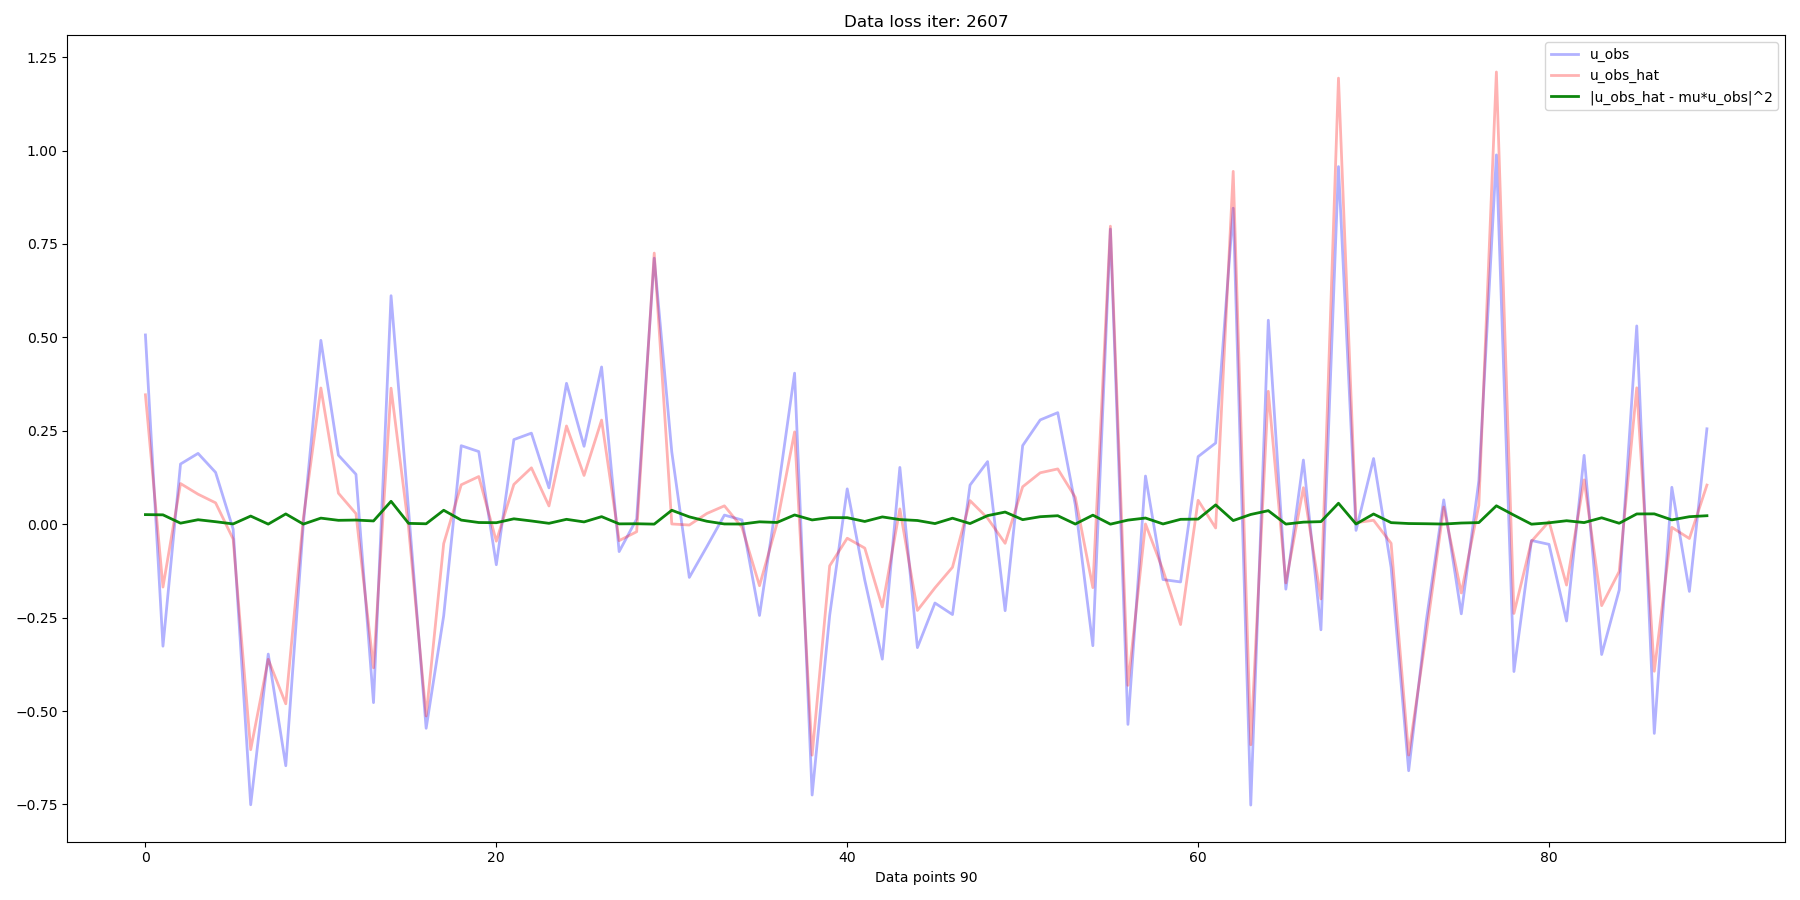 Data loss iter: 2607
u_obs
u_obs_hat
|u_obs_hat - mu*u_obs|^2
1.25
1.00
0.75
0.50
0.25
0.00
−0.25
−0.50
−0.75
0 20 40 60 80
Data points 90